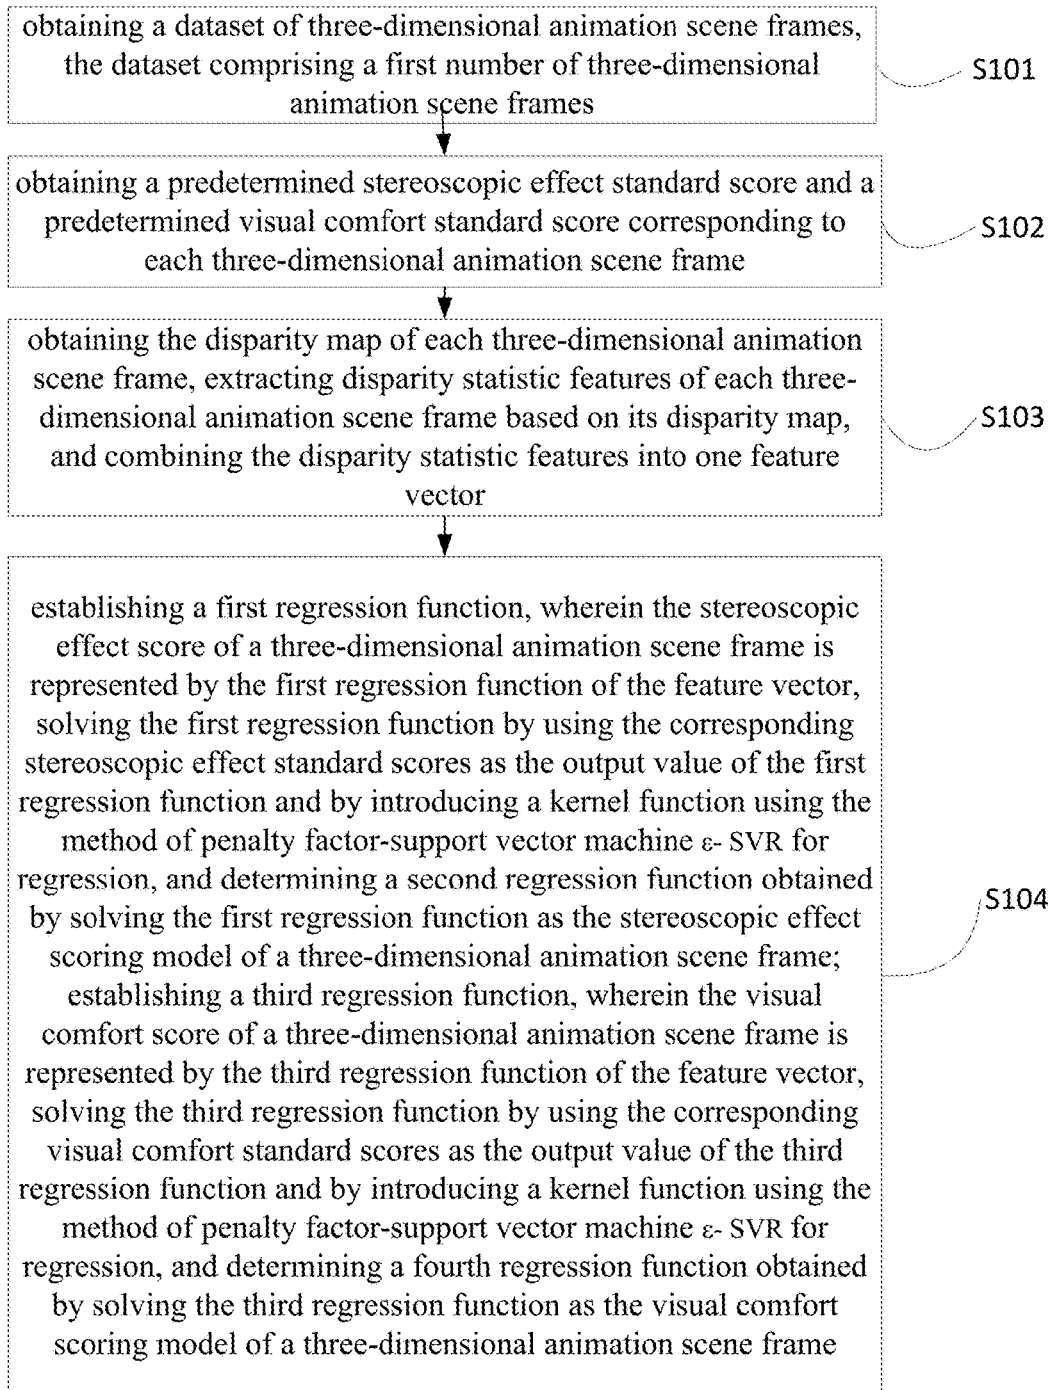 obtaining a dataset of three-dimensional animation scene frames,
the dataset comprising a first number of three-dimensional
animation scene frames
S101
obtaining a predetermined stereoscopic effect standard score and a
predetermined visual comfort standard score corresponding to
each three-dimensional animation scene frame
S102
obtaining the disparity map of each three-dimensional animation
scene frame, extracting disparity statistic features of each three-
dimensional animation scene frame based on its disparity map,
and combining the disparity statistic features into one feature
vector
S103
establishing a first regression function, wherein the stereoscopic
effect score of a three-dimensional animation scene frame is
represented by the first regression function of the feature vector,
solving the first regression function by using the corresponding
stereoscopic effect standard scores as the output value of the first
regression function and by introducing a kernel function using the
method of penalty factor-support vector machine ε- SVR for
regression, and determining a second regression function obtained
by solving the first regression function as the stereoscopic effect
scoring model of a three-dimensional animation scene frame;
establishing a third regression function, wherein the visual
comfort score of a three-dimensional animation scene frame is
represented by the third regression function of the feature vector,
solving the third regression function by using the corresponding
visual comfort standard scores as the output value of the third
regression function and by introducing a kernel function using the
method of penalty factor-support vector machine ε- SVR for
regression, and determining a fourth regression function obtained
by solving the third regression function as the visual comfort
scoring model of a three-dimensional animation scene frame
S104